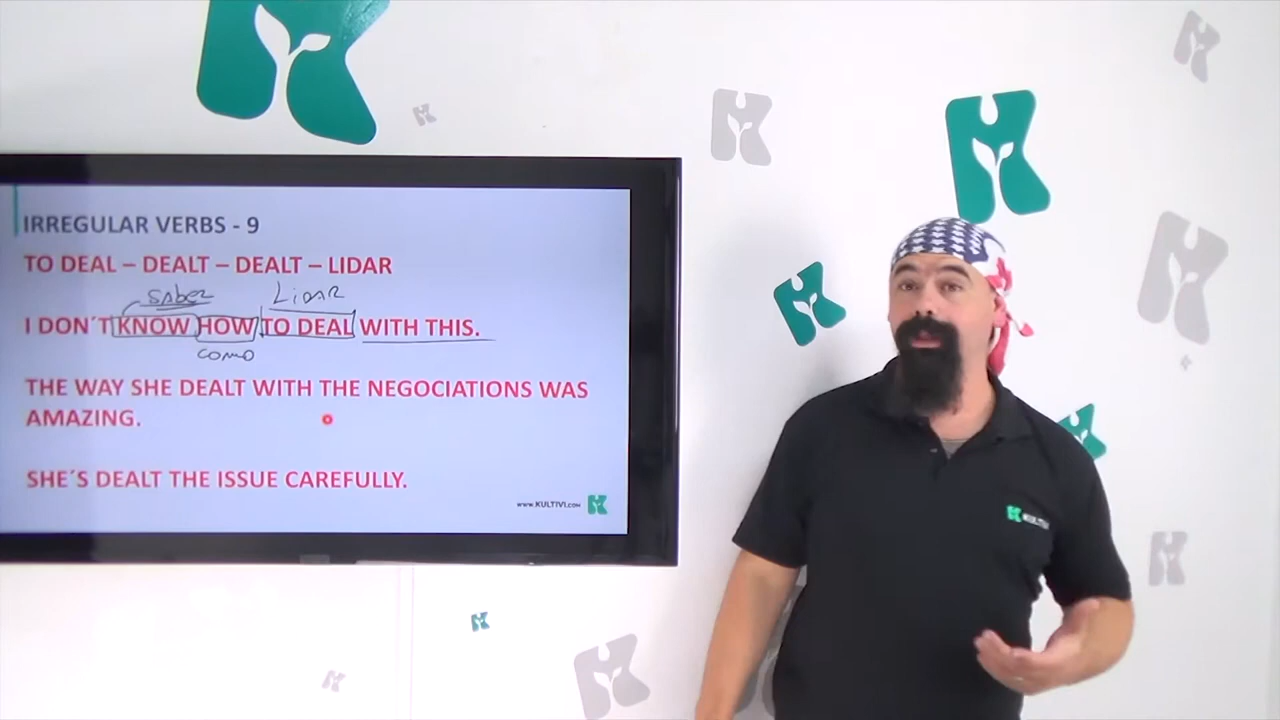 IRREGULAR VERBS - 9
TO DEAL – DEALT – DEALT – LIDAR
SABER LIDAR
I DON´T KNOW HOW TO DEAL WITH THIS.
COMO
THE WAY SHE DEALT WITH THE NEGOCIATIONS WAS
AMAZING.
SHE´S DEALT THE ISSUE CAREFULLY.
www.KULTIVI.com
KULTIVI